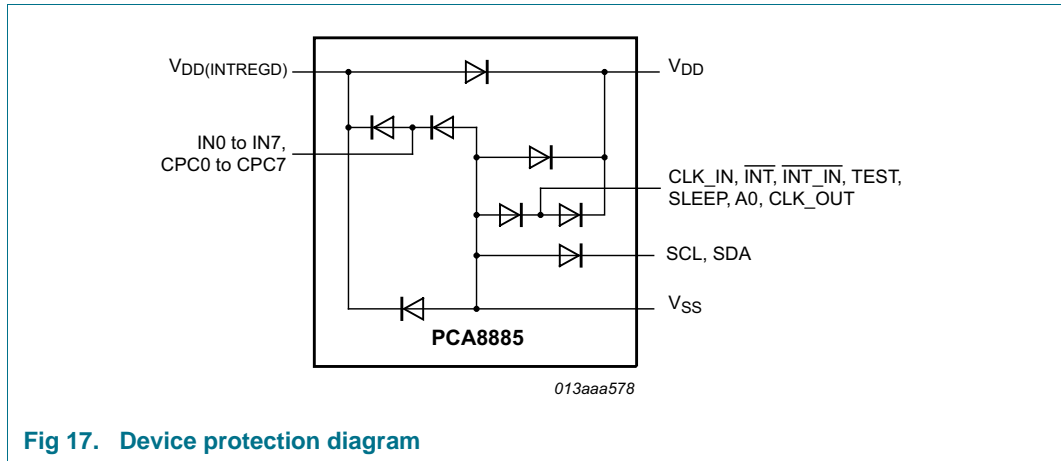 VDD(INTREGD)
VDD
IN0 to IN7,
CPC0 to CPC7
CLK_IN, INT, INT_IN, TEST,
SLEEP, A0, CLK_OUT
SCL, SDA
VSS
PCA8885
013aaa578
Fig 17. Device protection diagram